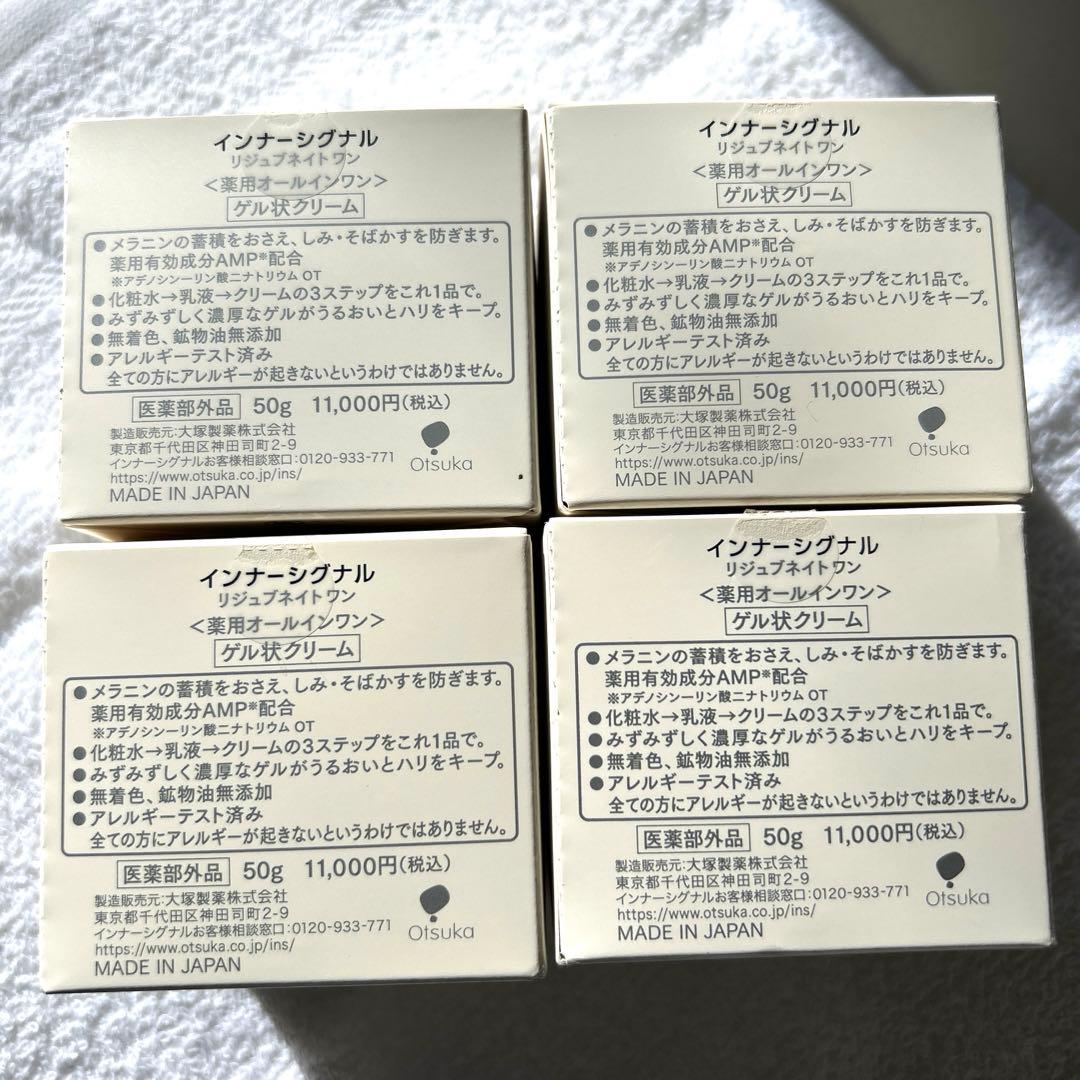 インナーシグナル
リジュブネイトワン
<薬用オールインワン>
ゲル状クリーム
●メラニンの蓄積をおさえ、しみ・そばかすを防ぎます。
薬用有効成分AMP※配合
※アデノシン一リン酸二ナトリウム OT
●化粧水→乳液→クリームの3ステップをこれ1品で。
●みずみずしく濃厚なゲルがうるおいとハリをキープ。
●無着色、鉱物油無添加
●アレルギーテスト済み
全ての方にアレルギーが起きないというわけではありません。
医薬部外品 50g 11,000円(税込)
製造販売元:大塚製薬株式会社
東京都千代田区神田司町2-9
インナーシグナルお客様相談窓口:0120-933-771
https://www.otsuka.co.jp/ins/
MADE IN JAPAN
Otsuka
インナーシグナル
リジュブネイトワン
<薬用オールインワン>
ゲル状クリーム
●メラニンの蓄積をおさえ、しみ・そばかすを防ぎます。
薬用有効成分AMP※配合
※アデノシン一リン酸二ナトリウム OT
●化粧水→乳液→クリームの3ステップをこれ1品で。
●みずみずしく濃厚なゲルがうるおいとハリをキープ。
●無着色、鉱物油無添加
●アレルギーテスト済み
全ての方にアレルギーが起きないというわけではありません。
医薬部外品 50g 11,000円(税込)
製造販売元:大塚製薬株式会社
東京都千代田区神田司町2-9
インナーシグナルお客様相談窓口:0120-933-771
https://www.otsuka.co.jp/ins/
MADE IN JAPAN
Otsuka
インナーシグナル
リジュブネイトワン
<薬用オールインワン>
ゲル状クリーム
●メラニンの蓄積をおさえ、しみ・そばかすを防ぎます。
薬用有効成分AMP※配合
※アデノシン一リン酸二ナトリウム OT
●化粧水→乳液→クリームの3ステップをこれ1品で。
●みずみずしく濃厚なゲルがうるおいとハリをキープ。
●無着色、鉱物油無添加
●アレルギーテスト済み
全ての方にアレルギーが起きないというわけではありません。
医薬部外品 50g 11,000円(税込)
製造販売元:大塚製薬株式会社
東京都千代田区神田司町2-9
インナーシグナルお客様相談窓口:0120-933-771
https://www.otsuka.co.jp/ins/
MADE IN JAPAN
Otsuka
インナーシグナル
リジュブネイトワン
<薬用オールインワン>
ゲル状クリーム
●メラニンの蓄積をおさえ、しみ・そばかすを防ぎます。
薬用有効成分AMP※配合
※アデノシン一リン酸二ナトリウム OT
●化粧水→乳液→クリームの3ステップをこれ1品で。
●みずみずしく濃厚なゲルがうるおいとハリをキープ。
●無着色、鉱物油無添加
●アレルギーテスト済み
全ての方にアレルギーが起きないというわけではありません。
医薬部外品 50g 11,000円(税込)
製造販売元:大塚製薬株式会社
東京都千代田区神田司町2-9
インナーシグナルお客様相談窓口:0120-933-771
https://www.otsuka.co.jp/ins/
MADE IN JAPAN
Otsuka